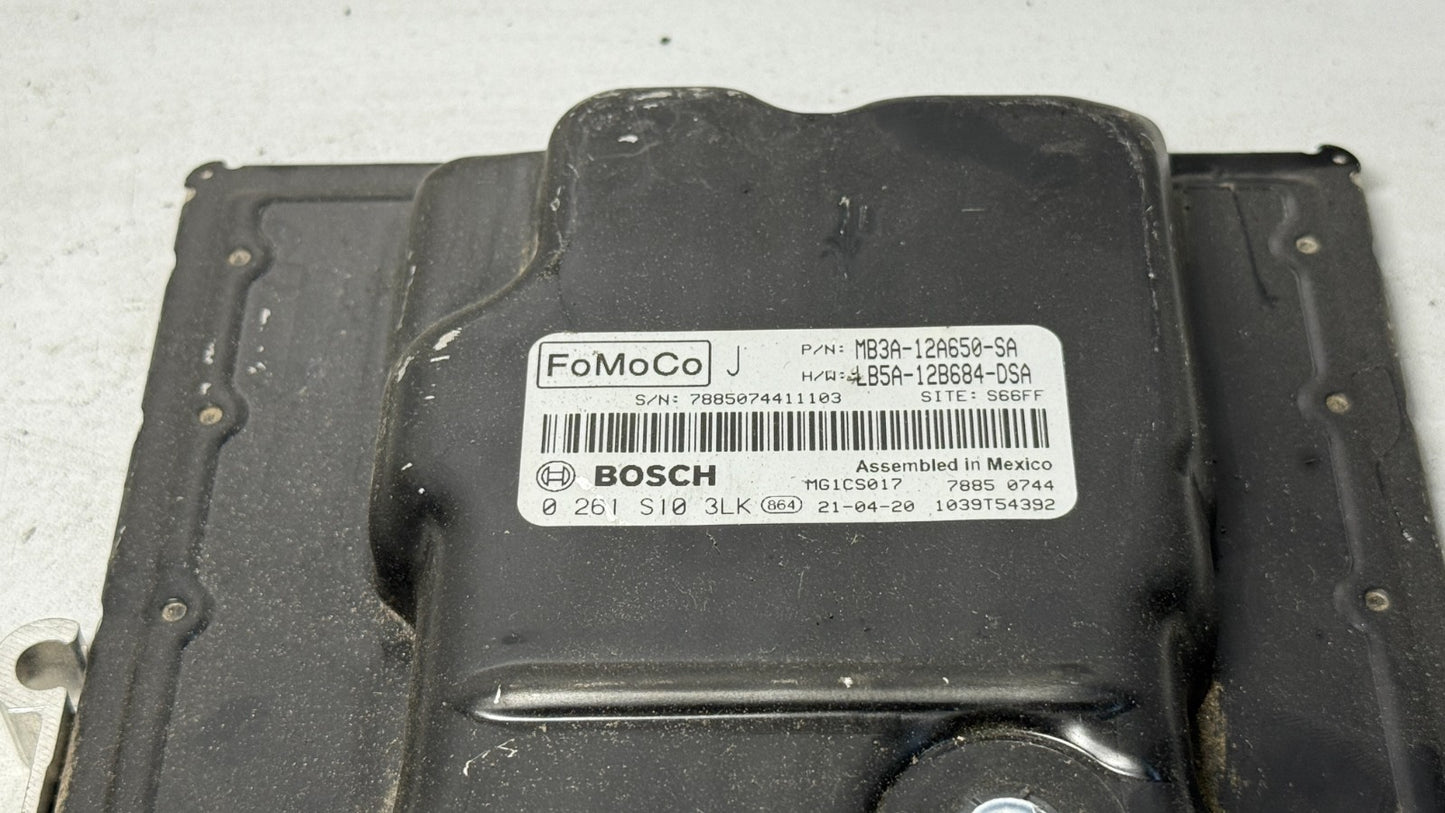 FoMoCo J P/N: MB3A-12A650-SA
H/W: LB5A-12B684-DSA
S/N: 7885074411103 SITE: S66FF
BOSCH Assembled in Mexico
MG1CS017 7885 0744
0 261 S10 3LK 864 21-04-20 1039T54392